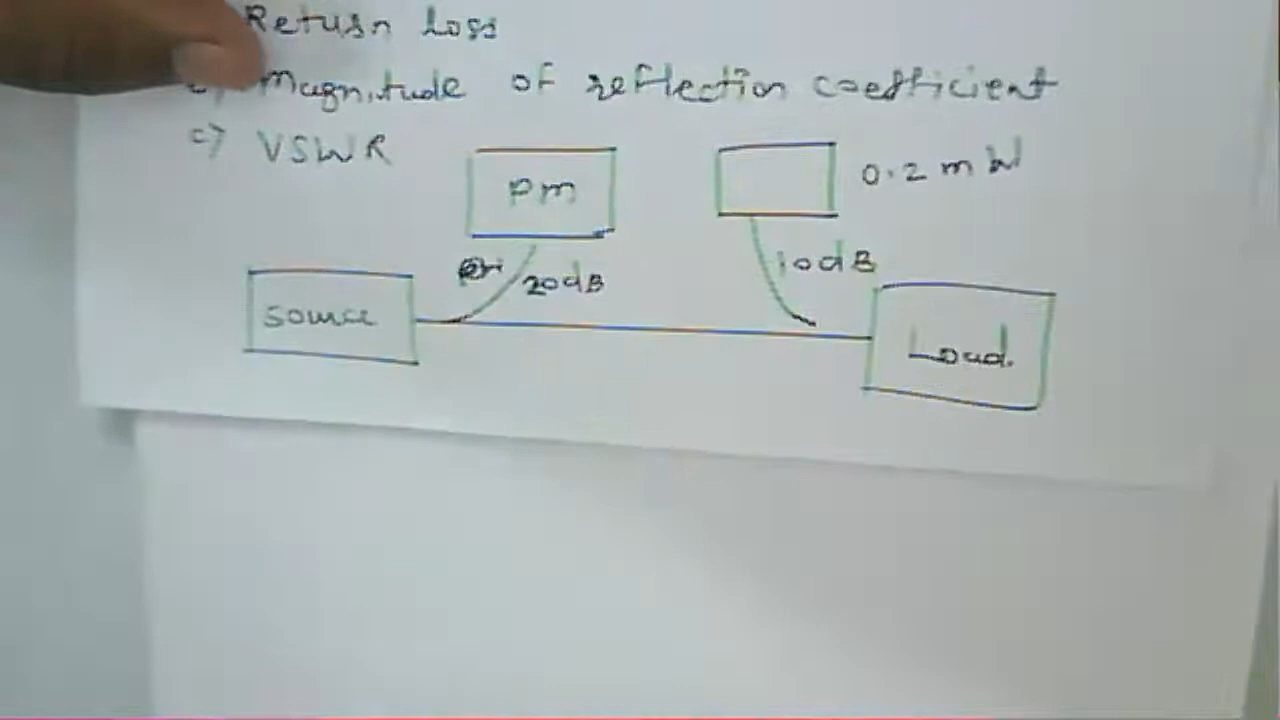 Return Loss
Magnitude of reflection coefficient
c) VSWR
Pm
0.2 mW
20dB
10dB
Source
Load.